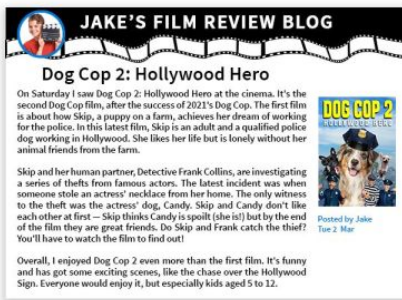 JAKE'S FILM REVIEW BLOG
Dog Cop 2: Hollywood Hero
On Saturday I saw Dog Cop 2: Hollywood Hero at the cinema. It's the
second Dog Cop film, after the success of 2021's Dog Cop. The first film
is about how Skip, a puppy on a farm, achieves her dream of working
for the police. In this latest film, Skip is an adult and a qualified police
dog working in Hollywood. She likes her life but is lonely without her
animal friends from the farm.
Skip and her human partner, Detective Frank Collins, are investigating
a series of thefts from famous actors. The latest incident was when
someone stole an actress' necklace from her home. The only witness
to the theft was the actress' dog, Candy. Skip and Candy don't like
each other at first — Skip thinks Candy is spoilt (she is!) but by the end
of the film they are great friends. Do Skip and Frank catch the thief?
You'll have to watch the film to find out!
Overall, I enjoyed Dog Cop 2 even more than the first film. It's funny
and has got some exciting scenes, like the chase over the Hollywood
Sign. Everyone would enjoy it, but especially kids aged 5 to 12.
DOG COP 2
HOLLYWOOD HERO
Posted by Jake
Tue 2 Mar